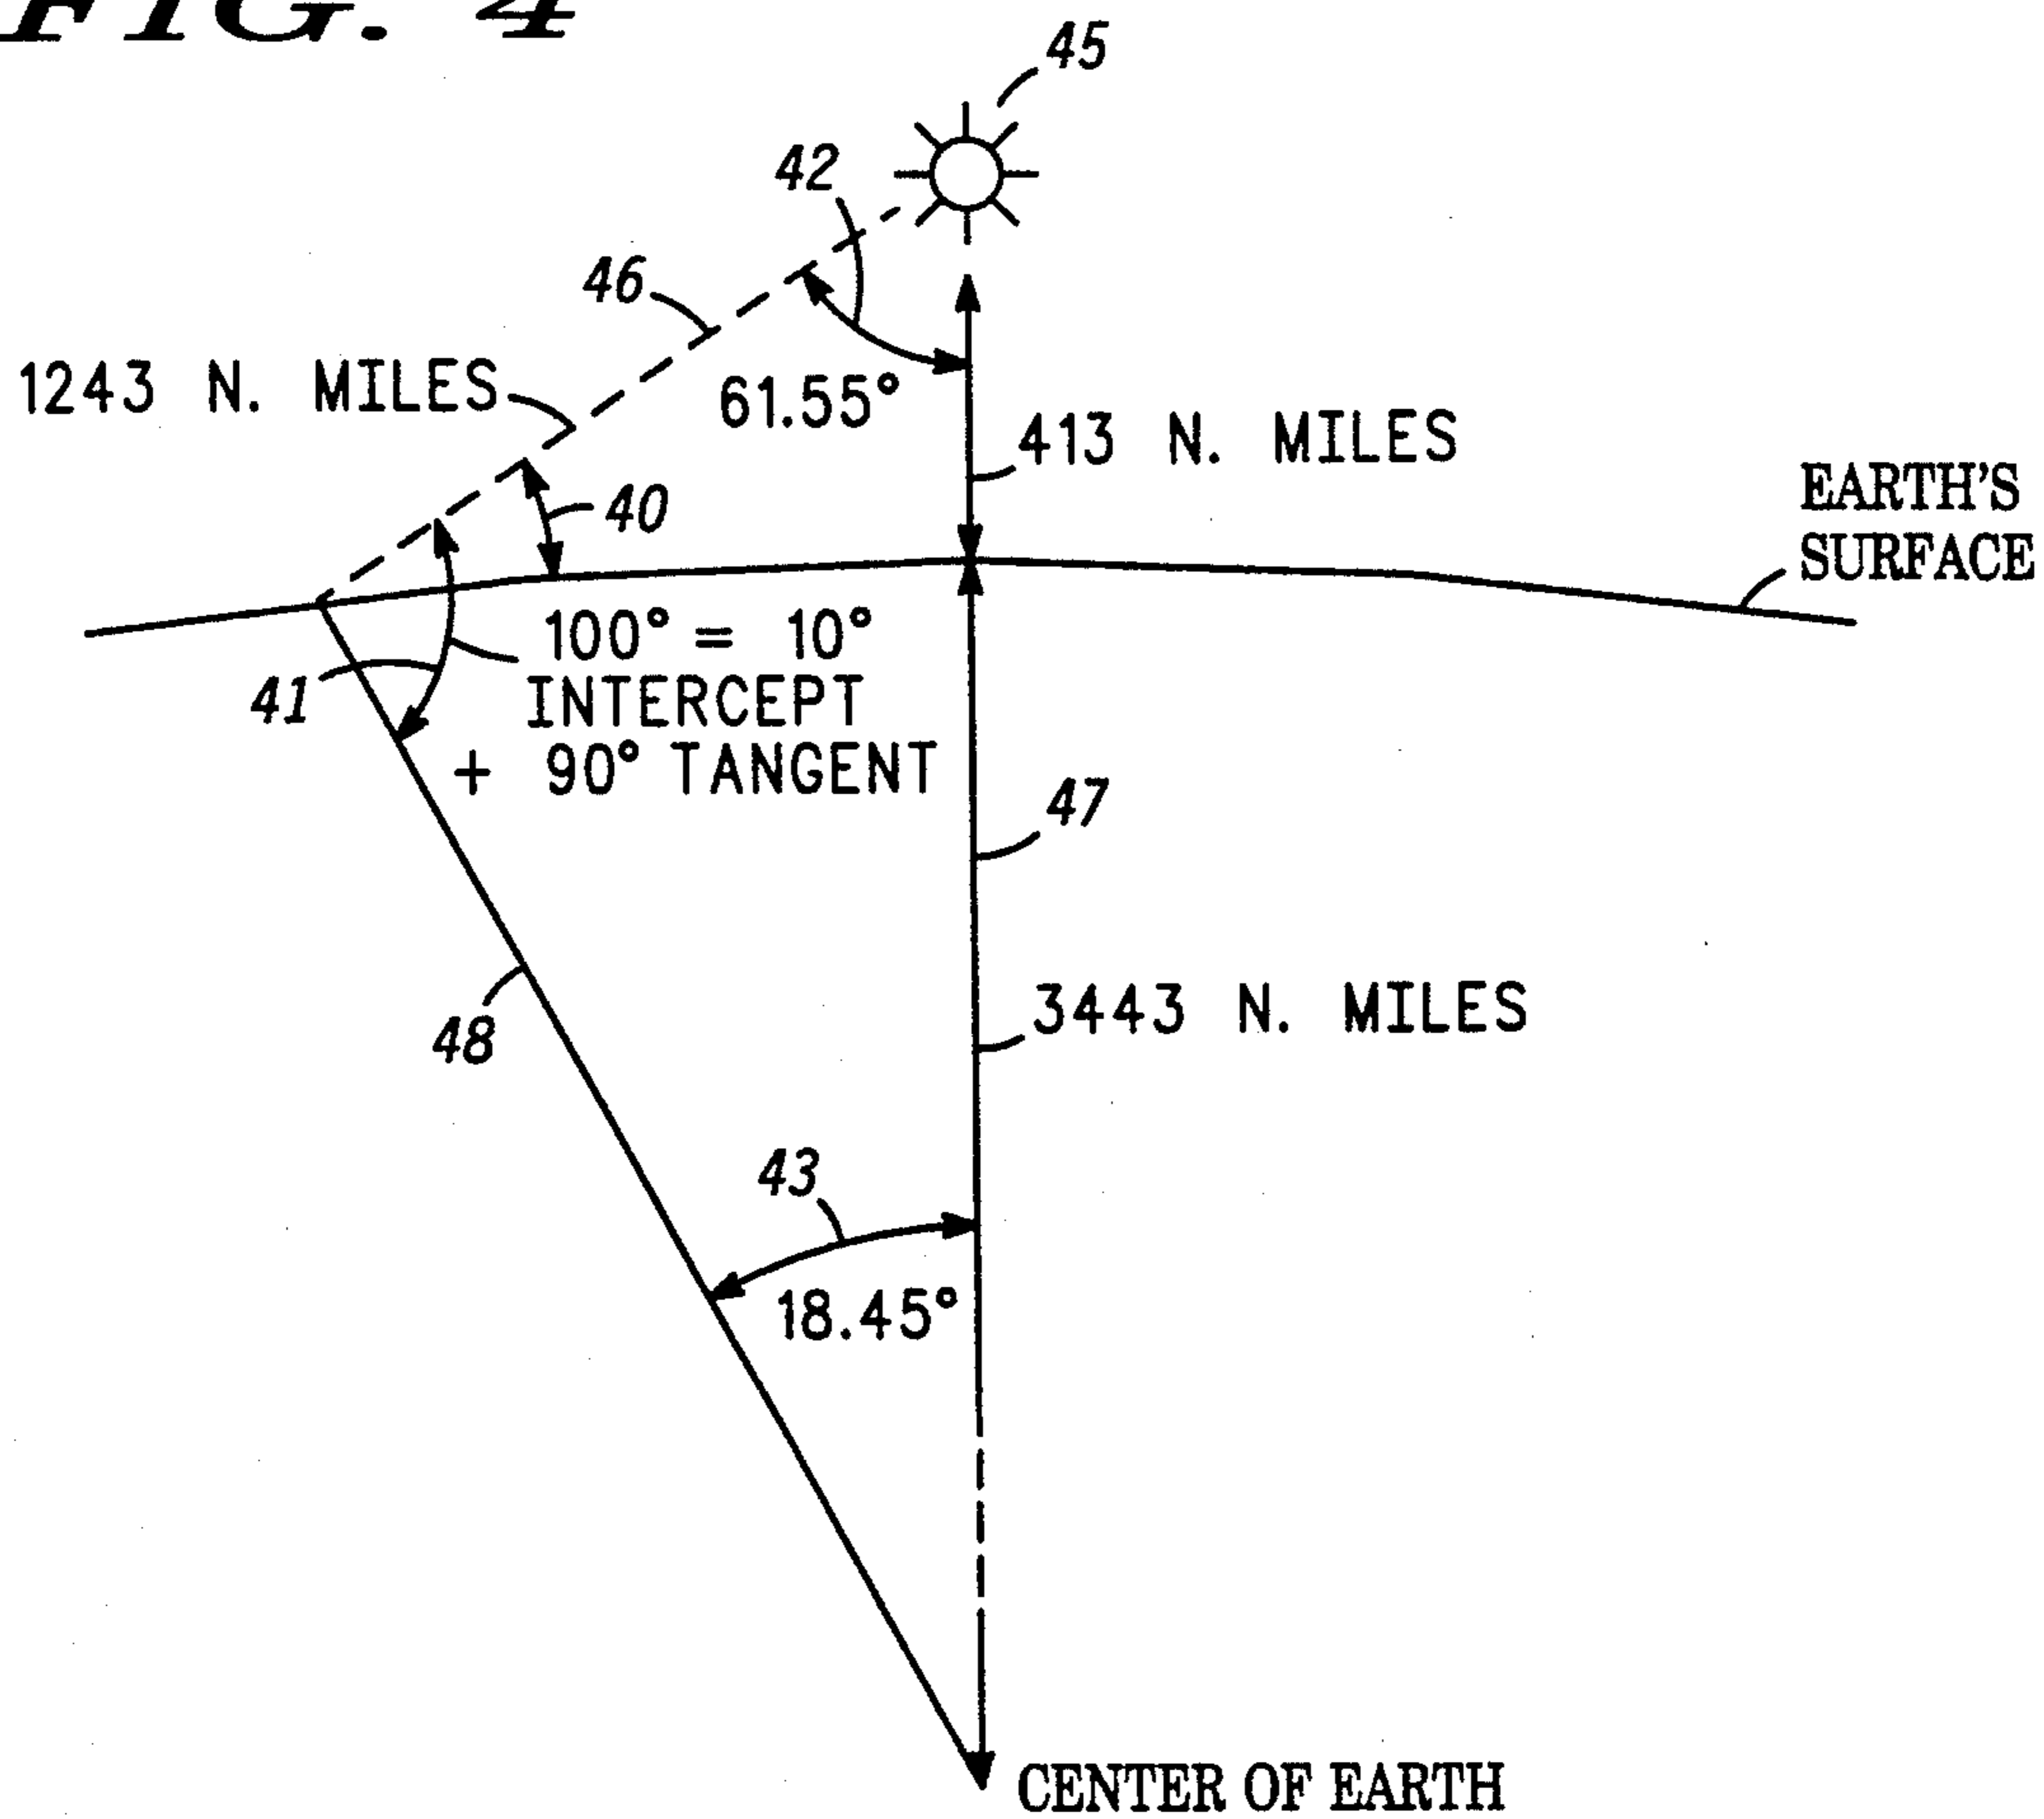 FIG. 4
45
42
46
1243 N. MILES
61.55°
413 N. MILES
40
EARTH'S
SURFACE
100° = 10°
INTERCEPT
+ 90° TANGENT
41
47
48
3443 N. MILES
43
18.45°
CENTER OF EARTH